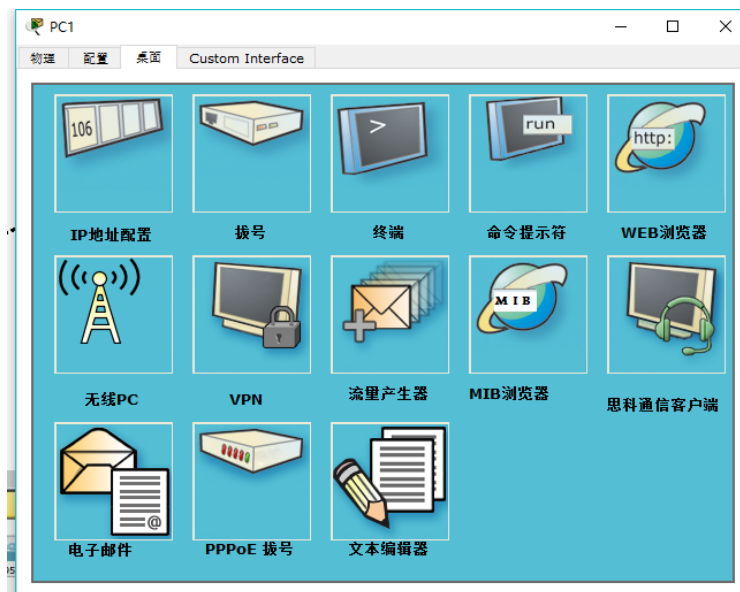 PC1
物理 配置 桌面 Custom Interface
106 > run http:
IP地址配置 拔号 终端 命令提示符 WEB浏览器
MIB
无线PC VPN 流量产生器 MIB浏览器 思科通信客户端
@
电子邮件 PPPoE 拨号 文本编辑器